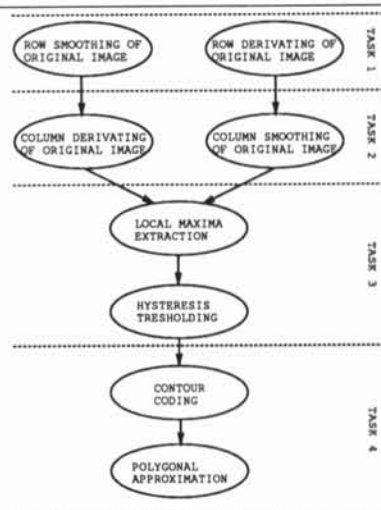 ROW SMOOTHING OF
ORIGINAL IMAGE
ROW DERIVATING OF
ORIGINAL IMAGE
TASK 1
COLUMN DERIVATING
OF ORIGINAL IMAGE
COLUMN SMOOTHING
OF ORIGINAL IMAGE
TASK 2
LOCAL MAXIMA
EXTRACTION
HYSTERESIS
TRESHOLDING
TASK 3
CONTOUR
CODING
POLYGONAL
APPROXIMATION
TASK 4